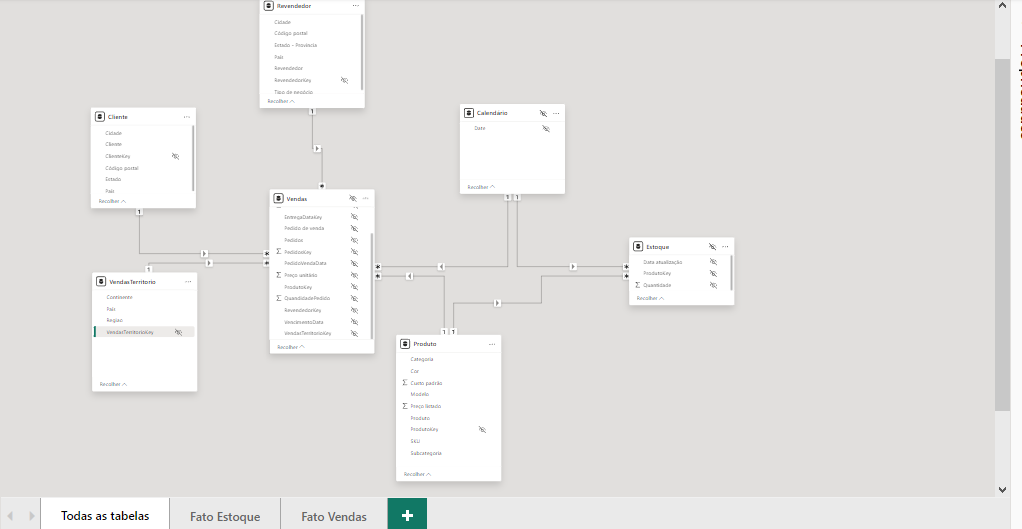 Revendedor
Cidade
Código postal
Estado - Província
País
Revendedor
RevendedorKey
Tipo de negócio
Recolher
Cliente
Cidade
Cliente
ClienteKey
Código postal
Estado
País
Recolher
Calendário
Date
Recolher
Vendas
EntregaDataKey
Pedido de venda
Pedidos
PedidosKey
PedidoVendaData
Preço unitário
ProdutoKey
QuantidadePedido
RevendedorKey
VencimentoData
VendasTerritorioKey
Recolher
Estoque
Data atualização
ProdutoKey
Quantidade
Recolher
VendasTerritorio
Continente
País
Região
VendasTerritorioKey
Recolher
Produto
Categoria
Cor
Custo padrão
Modelo
Preço listado
Produto
ProdutoKey
SKU
Subcategoria
Recolher
Todas as tabelas
Fato Estoque
Fato Vendas